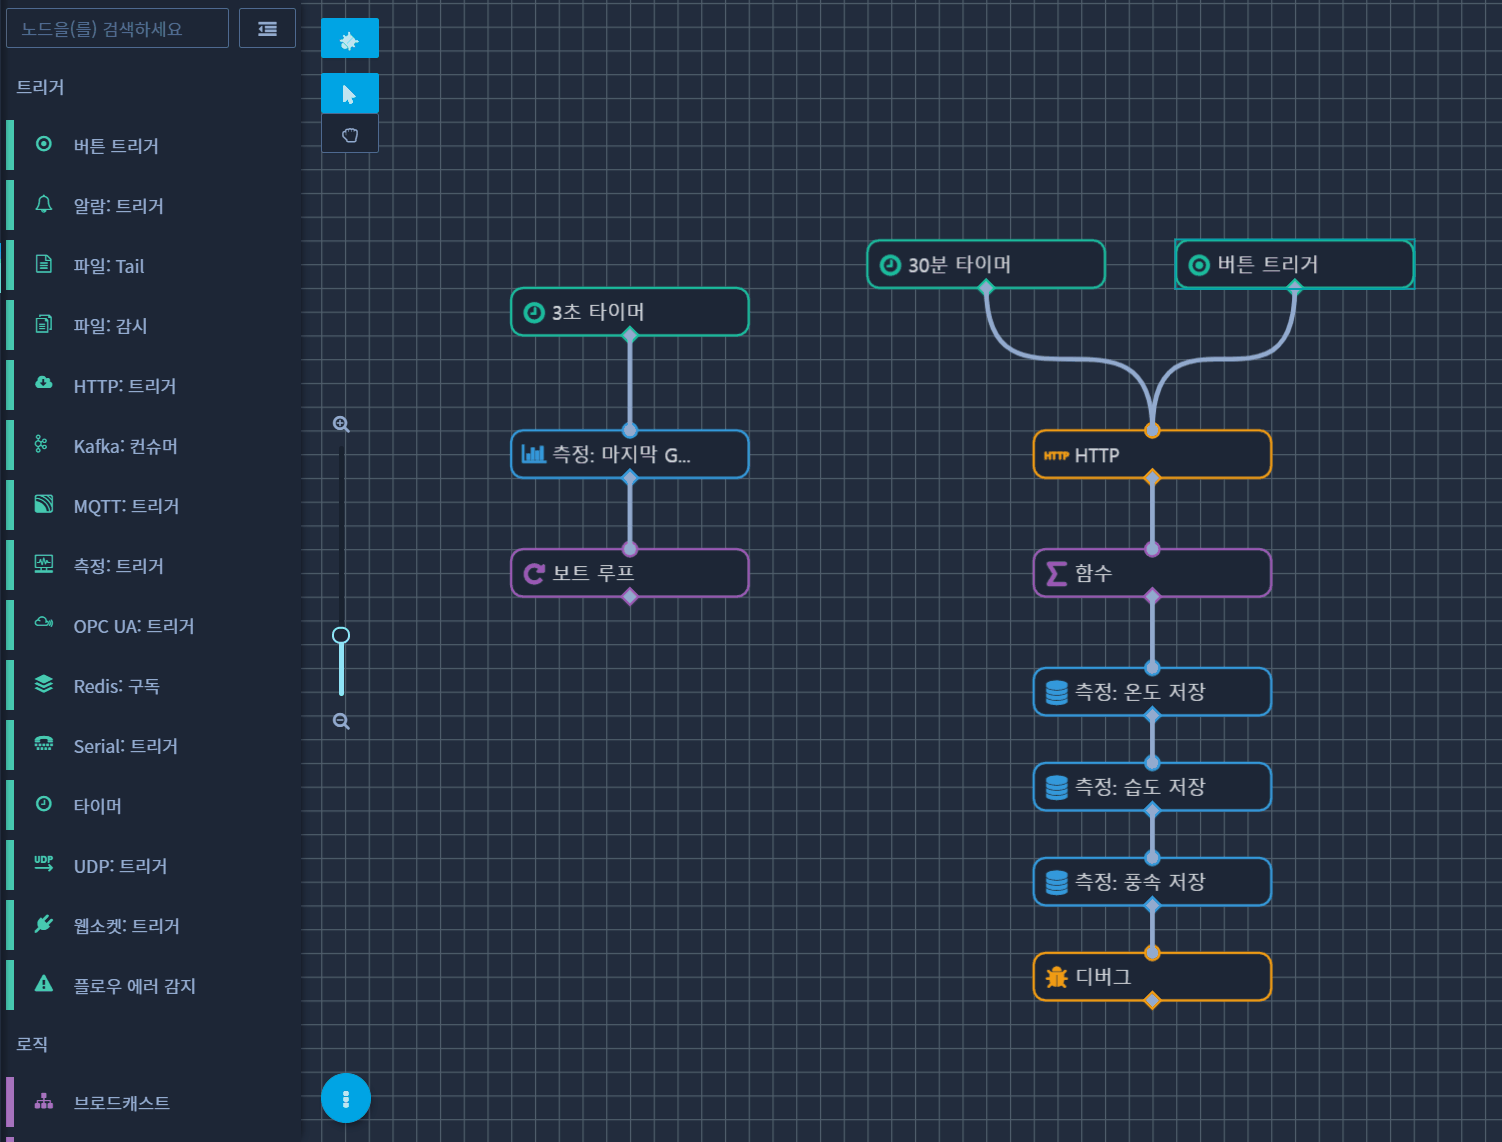 노드을(를) 검색하세요
트리거
버튼 트리거
알람: 트리거
파일: Tail
파일: 감시
HTTP: 트리거
Kafka: 컨슈머
MQTT: 트리거
측정: 트리거
OPC UA: 트리거
Redis: 구독
Serial: 트리거
타이머
UDP
UDP: 트리거
웹소켓: 트리거
플로우 에러 감지
로직
브로드캐스트
3초 타이머
측정: 마지막 G...
보트 루프
30분 타이머
버튼 트리거
HTTP HTTP
함수
측정: 온도 저장
측정: 습도 저장
측정: 풍속 저장
디버그